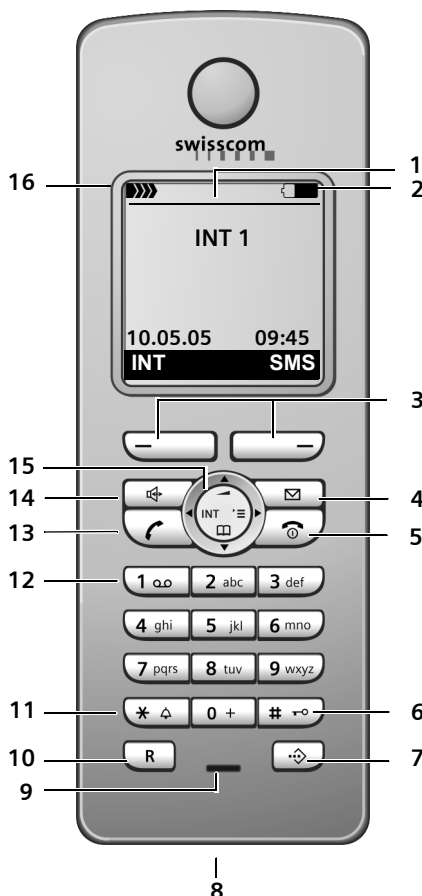 swisscom
1
16
2
INT 1
10.05.05 09:45
INT SMS
3
15
14
INT
4
13
5
12
1 2 abc 3 def
4 ghi 5 jkl 6 mno
7 pqrs 8 tuv 9 wxyz
11
* 0 + #
6
10
R
7
9
8